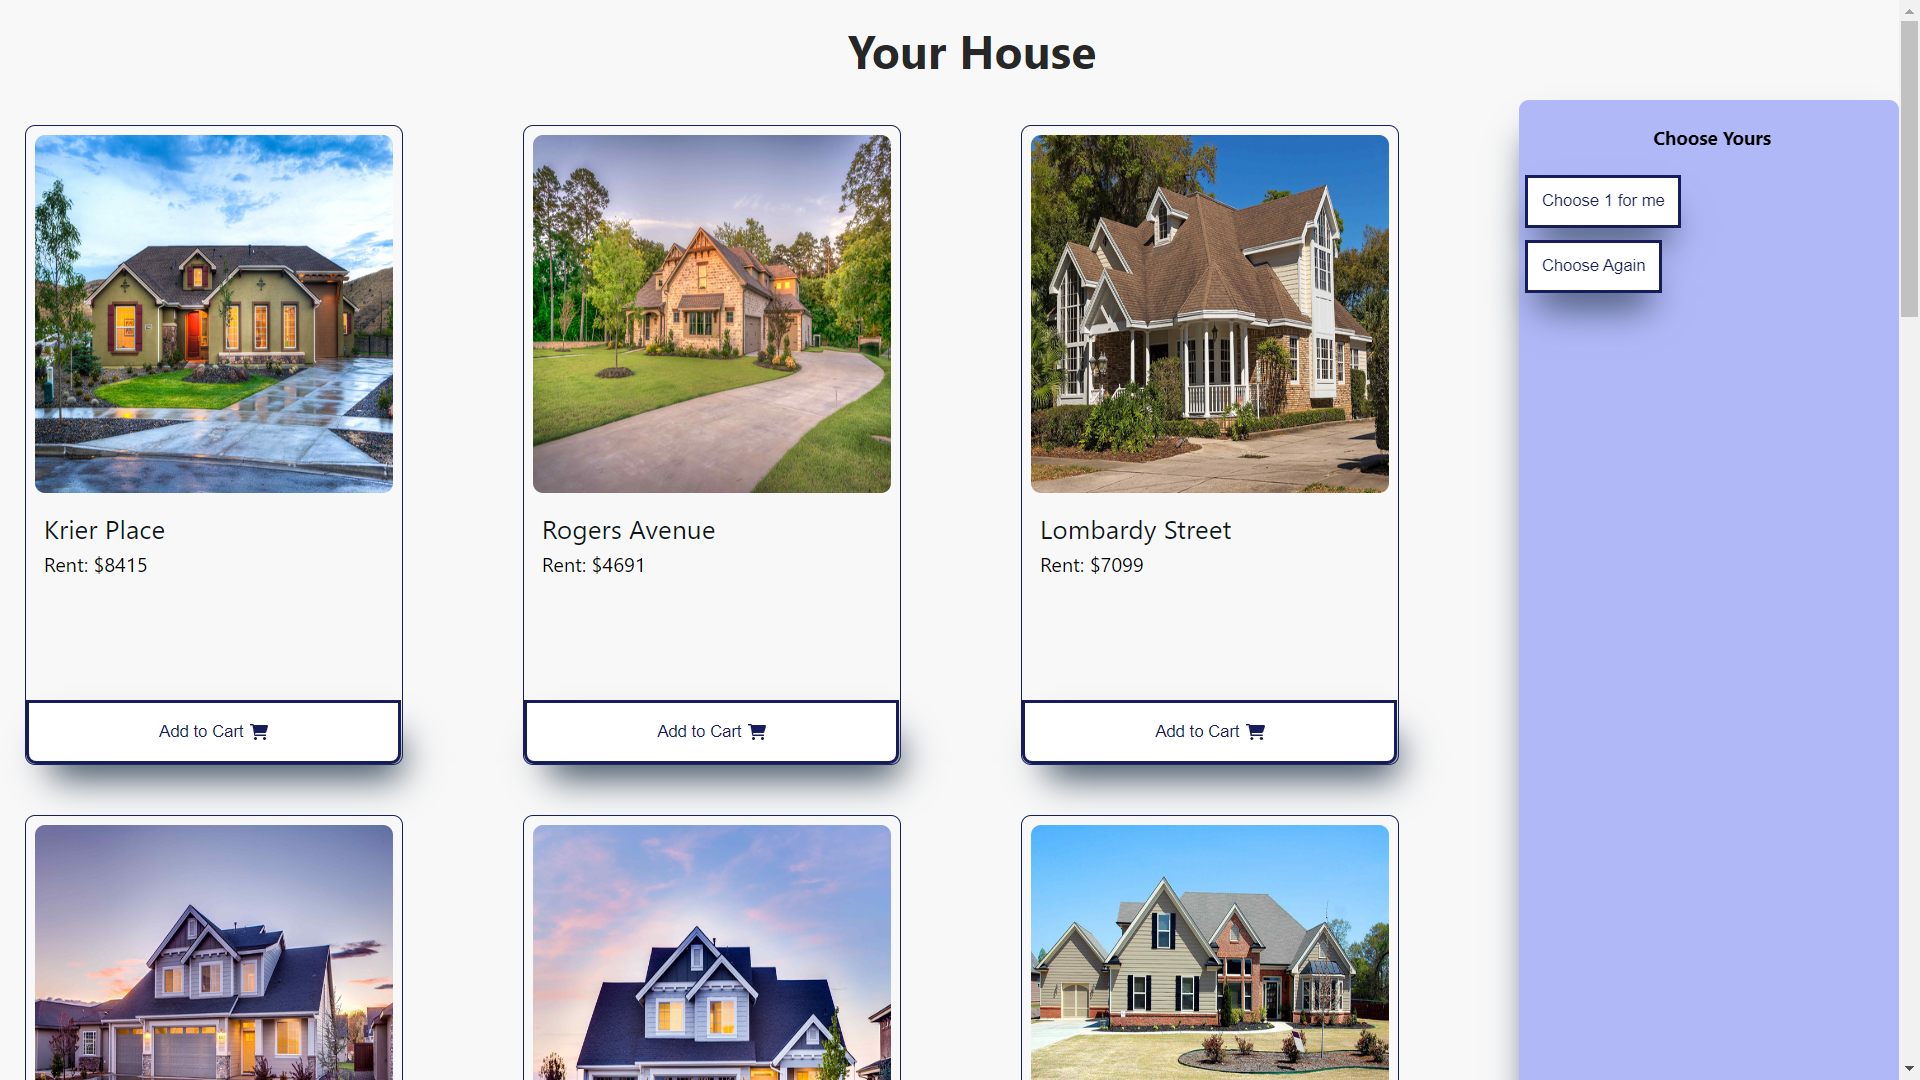 Your House
Krier Place
Rent: $8415
Add to Cart
Rogers Avenue
Rent: $4691
Add to Cart
Lombardy Street
Rent: $7099
Add to Cart
Choose Yours
Choose 1 for me
Choose Again